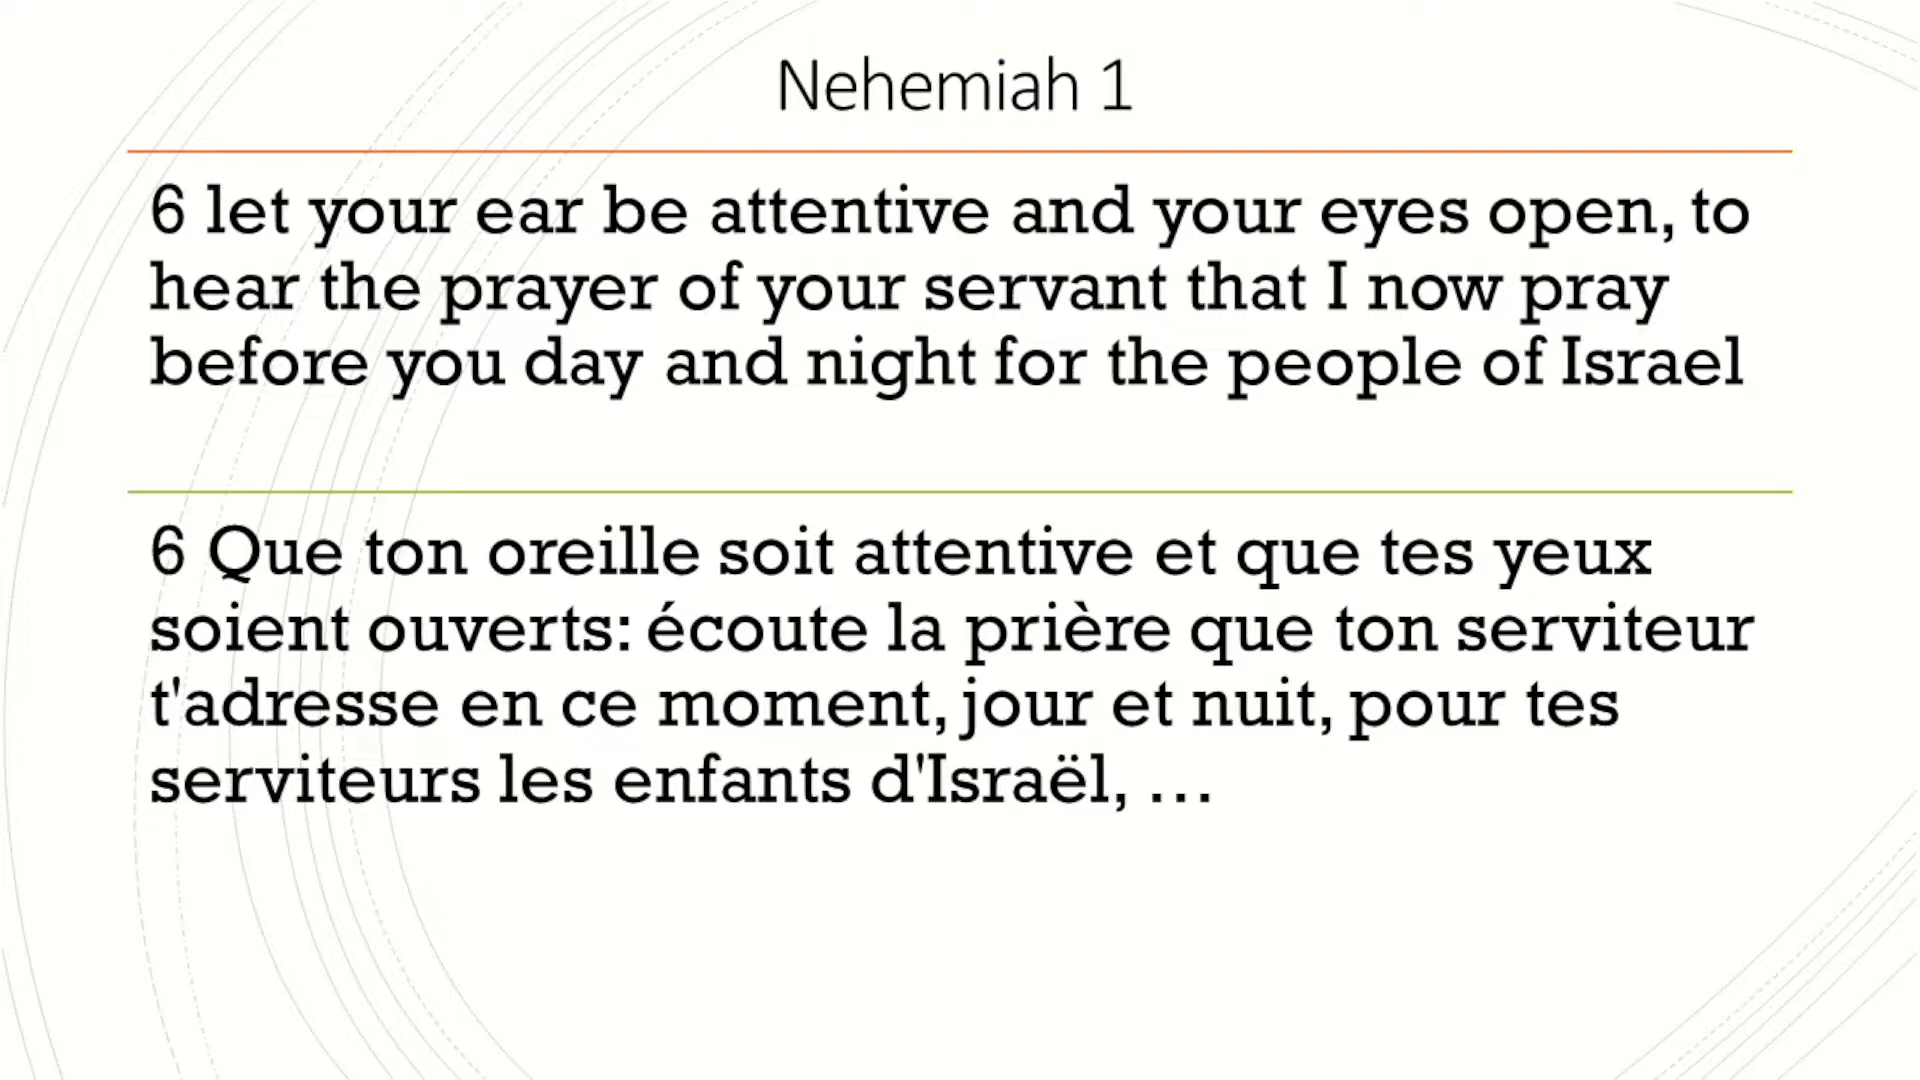 Nehemiah 1
6 let your ear be attentive and your eyes open, to
hear the prayer of your servant that I now pray
before you day and night for the people of Israel
6 Que ton oreille soit attentive et que tes yeux
soient ouverts: écoute la prière que ton serviteur
t'adresse en ce moment, jour et nuit, pour tes
serviteurs les enfants d'Israël, …